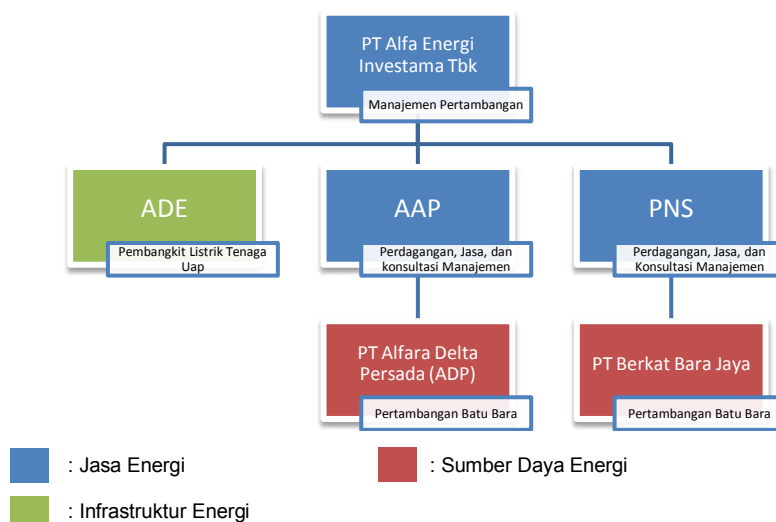 PT Alfa Energi
Investama Tbk
Manajemen Pertambangan
ADE
Pembangkit Listrik Tenaga
Uap
AAP
Perdagangan, Jasa, dan
konsultasi Manajemen
PNS
Perdagangan, Jasa, dan
Konsultasi Manajemen
PT Alfara Delta
Persada (ADP)
Pertambangan Batu Bara
PT Berkat Bara Jaya
Pertambangan Batu Bara
: Jasa Energi
: Sumber Daya Energi
: Infrastruktur Energi